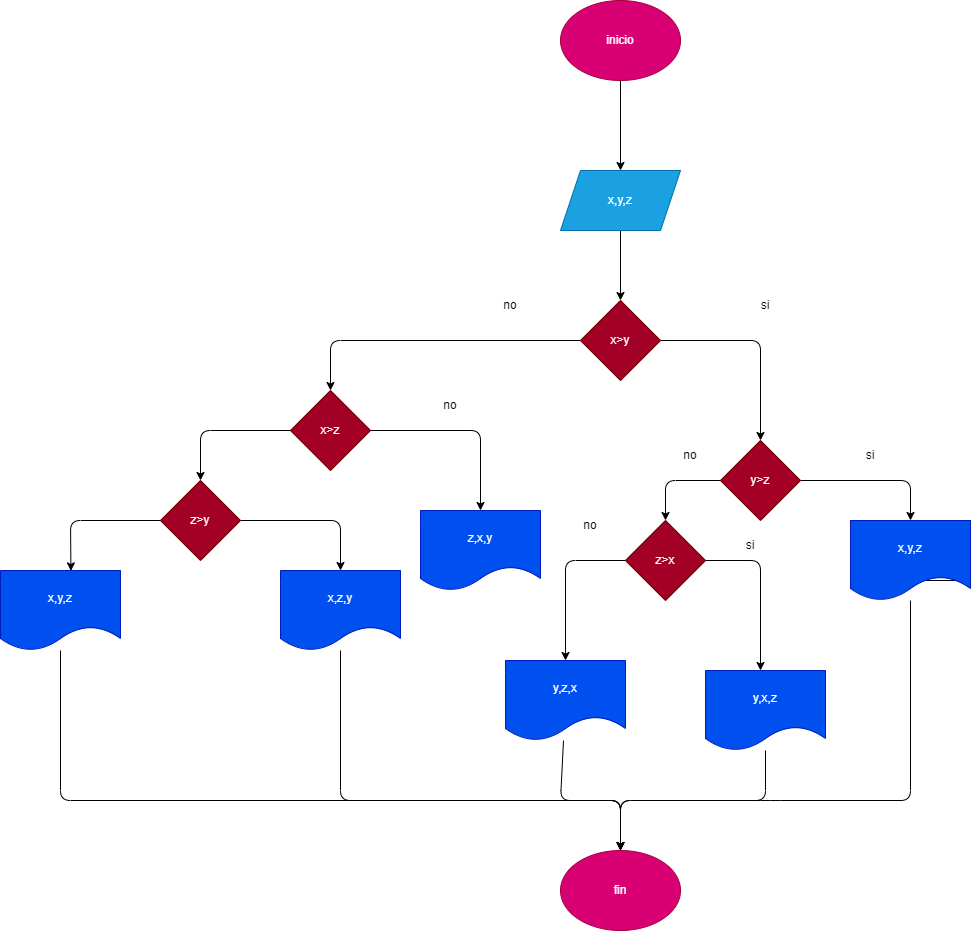 inicio
x,y,z
no
si
x>y
no
x>z
no
si
y>z
z>y
no
z,x,y
si
x,y,z
z>x
x,y,z
x,z,y
y,z,x
y,x,z
fin